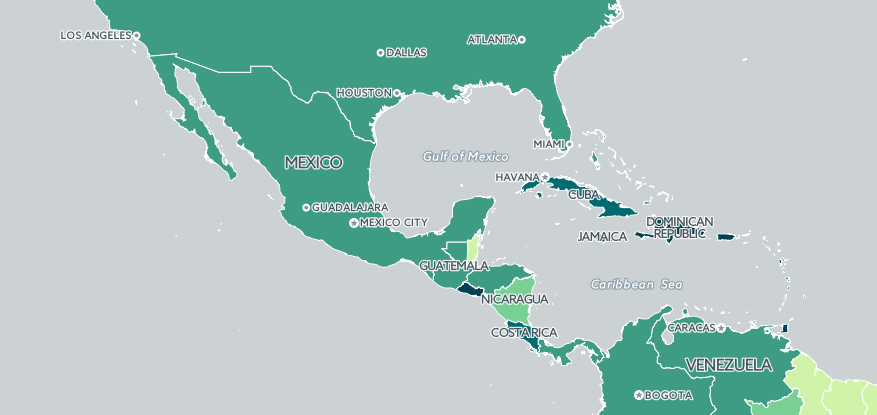 LOS ANGELES
ATLANTA
DALLAS
HOUSTON
MIAMI
Gulf of Mexico
MEXICO
HAVANA
CUBA
GUADALAJARA
MEXICO CITY
DOMINICAN
REPUBLIC
JAMAICA
GUATEMALA
Caribbean Sea
NICARAGUA
CARACAS
COSTA RICA
VENEZUELA
BOGOTA